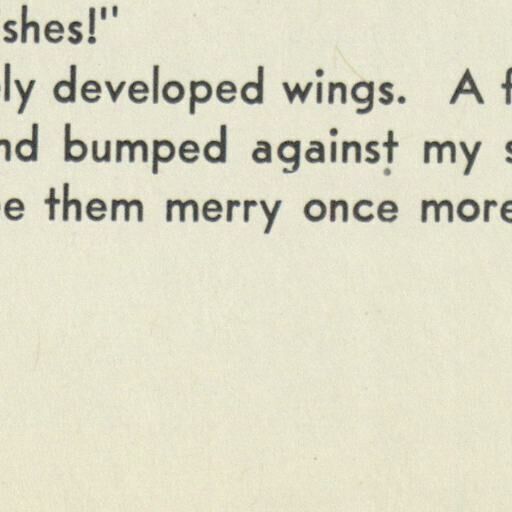 shes!"
ly developed wings. A f
nd bumped against my s
e them merry once more